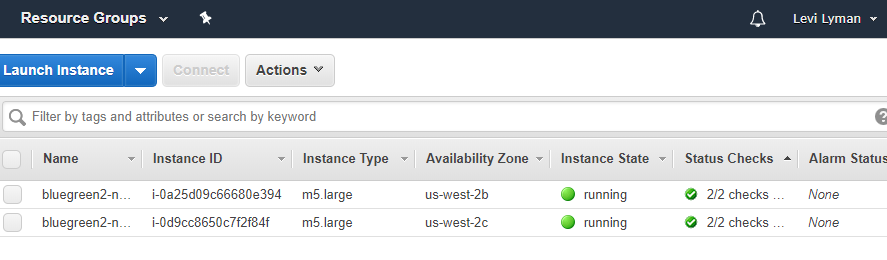 Resource Groups Levi Lyman
Launch Instance Connect Actions
Filter by tags and attributes or search by keyword ?
Name Instance ID Instance Type Availability Zone Instance State Status Checks Alarm Status
bluegreen2-n... i-0a25d09c66680e394 m5.large us-west-2b running 2/2 checks ... None
bluegreen2-n... i-0d9cc8650c7f2f84f m5.large us-west-2c running 2/2 checks ... None